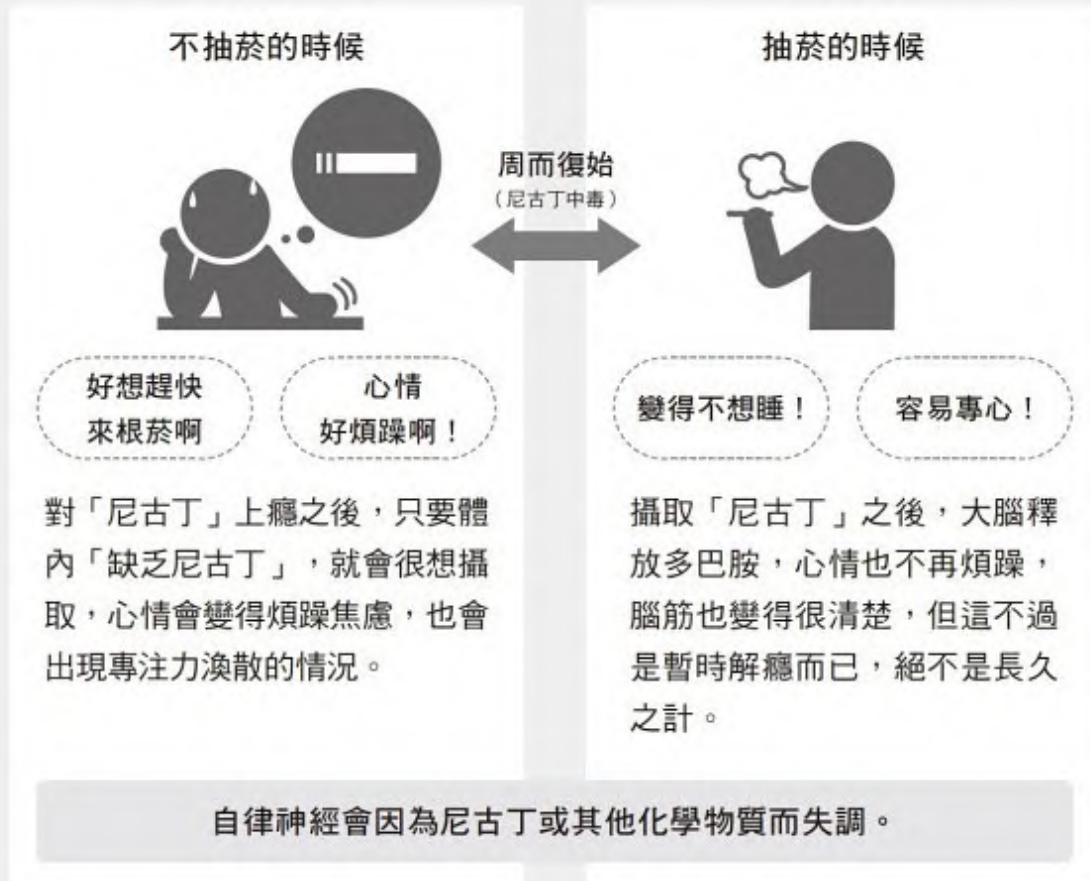 不抽菸的時候
周而復始
（尼古丁中毒）
好想趕快
來根菸啊
心情
好煩躁啊！
對「尼古丁」上癮之後，只要體
內「缺乏尼古丁」，就會很想攝
取，心情會變得煩躁焦慮，也會
出現專注力渙散的情況。
抽菸的時候
變得不想睡！
容易專心！
攝取「尼古丁」之後，大腦釋
放多巴胺，心情也不再煩躁，
腦筋也變得很清楚，但這不過
是暫時解癮而已，絕不是長久
之計。
自律神經會因為尼古丁或其他化學物質而失調。